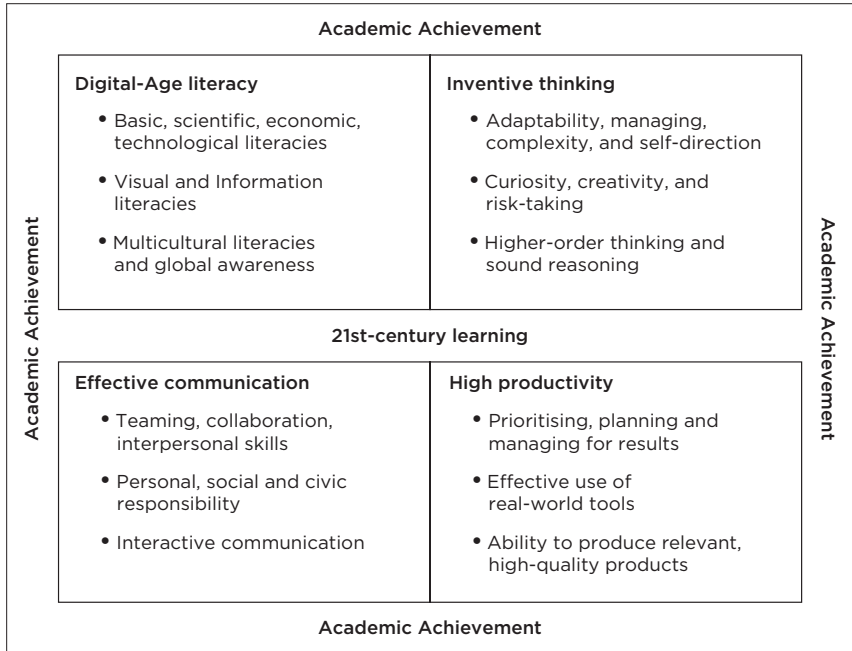 Academic Achievement
Digital-Age literacy
• Basic, scientific, economic,
technological literacies
• Visual and Information
literacies
• Multicultural literacies
and global awareness
Inventive thinking
• Adaptability, managing,
complexity, and self-direction
• Curiosity, creativity, and
risk-taking
• Higher-order thinking and
sound reasoning
Academic Achievement
Academic Achievement
21st-century learning
Effective communication
• Teaming, collaboration,
interpersonal skills
• Personal, social and civic
responsibility
• Interactive communication
High productivity
• Prioritising, planning and
managing for results
• Effective use of
real-world tools
• Ability to produce relevant,
high-quality products
Academic Achievement